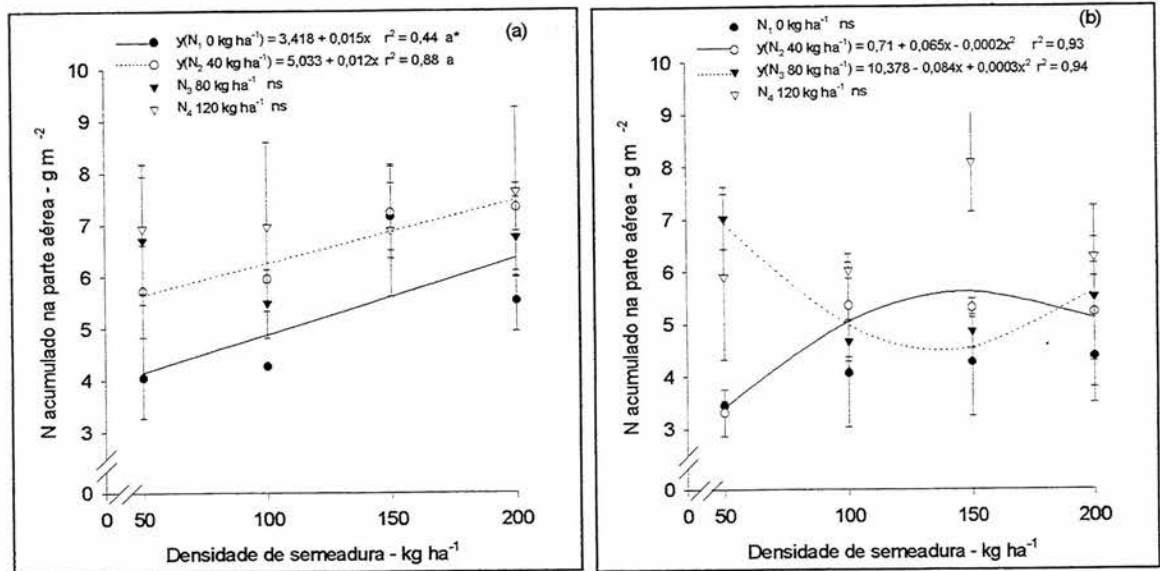 (a)
y(N₁ 0 kg ha⁻¹) = 3,418 + 0,015x r² = 0,44 a*
y(N₂ 40 kg ha⁻¹) = 5,033 + 0,012x r² = 0,88 a
N₃ 80 kg ha⁻¹ ns
N₄ 120 kg ha⁻¹ ns
N acumulado na parte aérea - g m⁻²
10
9
8
7
6
5
4
3
0
0 50 100 150 200
Densidade de semeadura - kg ha⁻¹
(b)
N₁ 0 kg ha⁻¹ ns
y(N₂ 40 kg ha⁻¹) = 0,71 + 0,065x - 0,0002x² r² = 0,93
y(N₃ 80 kg ha⁻¹) = 10,378 - 0,084x + 0,0003x² r² = 0,94
N₄ 120 kg ha⁻¹ ns
N acumulado na parte aérea - g m⁻²
10
9
8
7
6
5
4
3
0
0 50 100 150 200
Densidade de semeadura - kg ha⁻¹